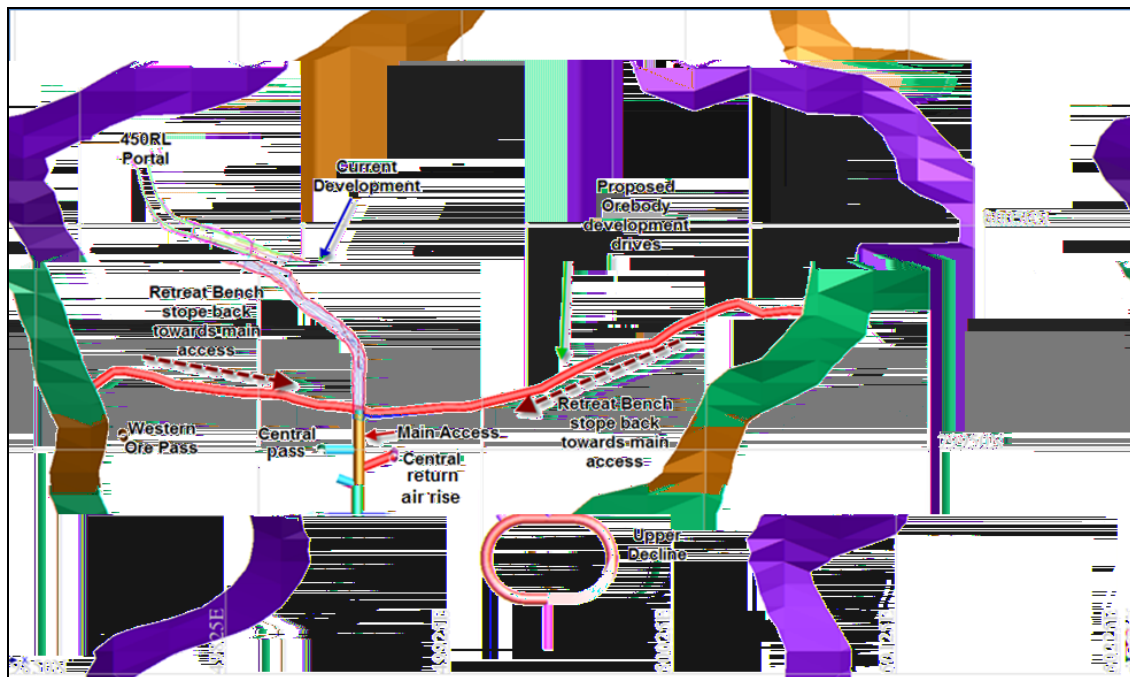 450RL
Portal
Current
Development
Proposed
Orebody
development
drives
Retreat Bench
stope back
towards main
access
Western
Ore Pass
Central
pass
Main Access
Central
return
air rise
Retreat Bench
stope back
towards main
access
Upper
Decline